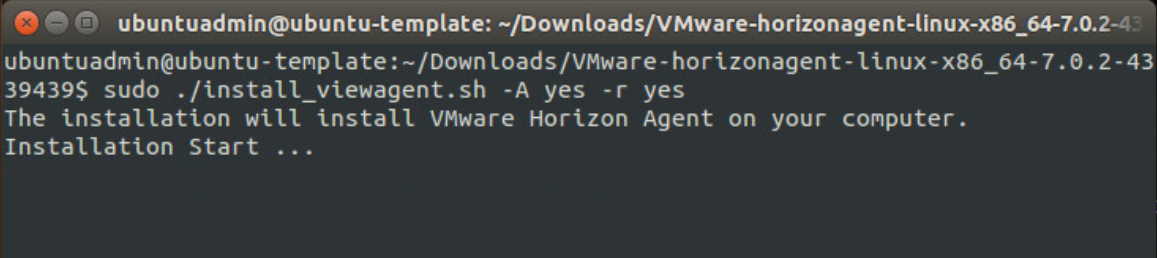 ubuntuadmin@ubuntu-template: ~/Downloads/VMware-horizonagent-linux-x86_64-7.0.2-43
ubuntuadmin@ubuntu-template:~/Downloads/VMware-horizonagent-linux-x86_64-7.0.2-43
39439$ sudo ./install_viewagent.sh -A yes -r yes
The installation will install VMware Horizon Agent on your computer.
Installation Start ...